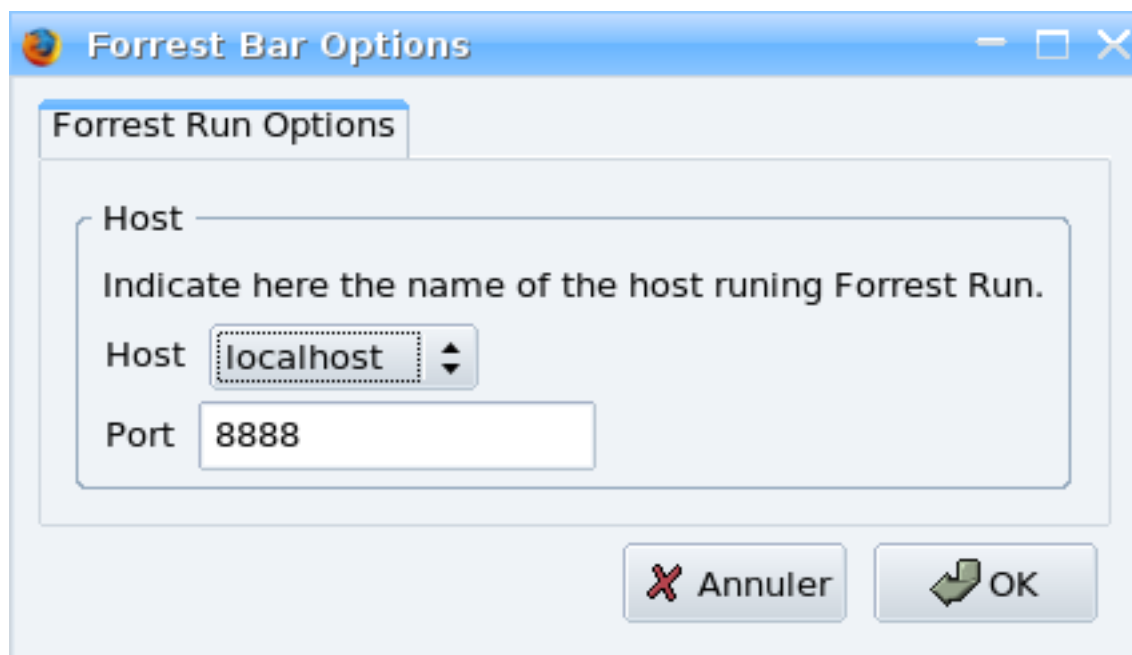 Forrest Bar Options
Forrest Run Options
Host
Indicate here the name of the host runing Forrest Run.
Host localhost
Port 8888
Annuler OK